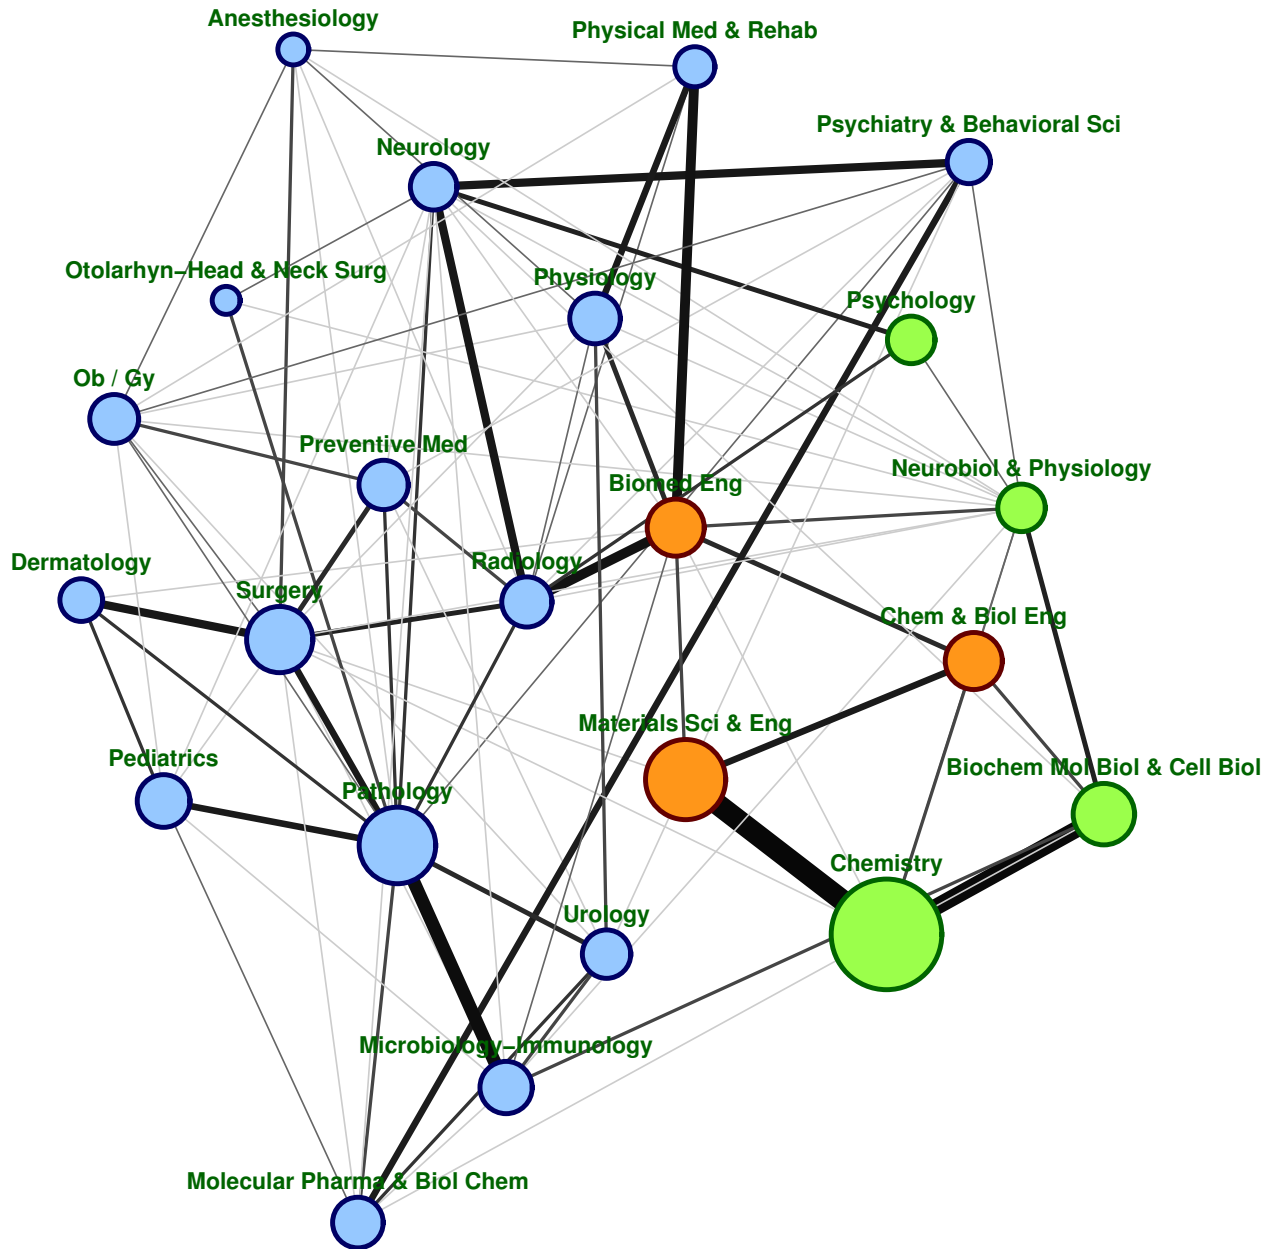 Anesthesiology
Physical Med & Rehab
Psychiatry & Behavioral Sci
Neurology
Otolarhyn−Head & Neck Surg
Physiology
Psychology
Ob / Gy
Preventive Med
Neurobiol & Physiology
Biomed Eng
Dermatology
Radiology
Surgery
Chem & Biol Eng
Materials Sci & Eng
Pediatrics
Biochem Mol Biol & Cell Biol
Pathology
Chemistry
Urology
Microbiology−Immunology
Molecular Pharma & Biol Chem